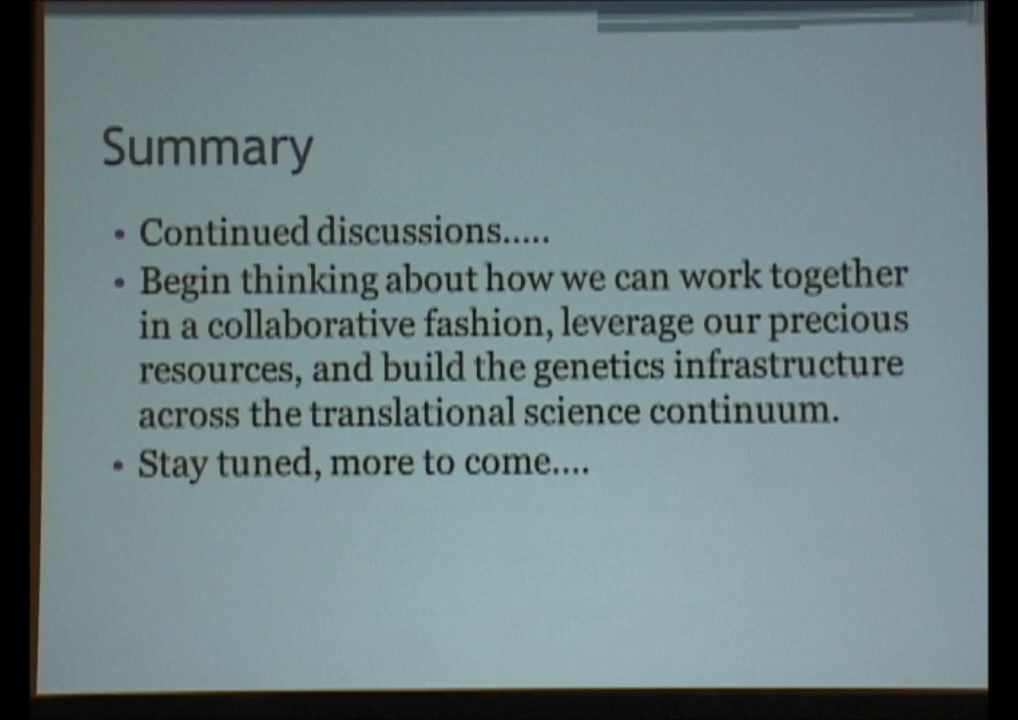 Summary
• Continued discussions.....
• Begin thinking about how we can work together
in a collaborative fashion, leverage our precious
resources, and build the genetics infrastructure
across the translational science continuum.
• Stay tuned, more to come....